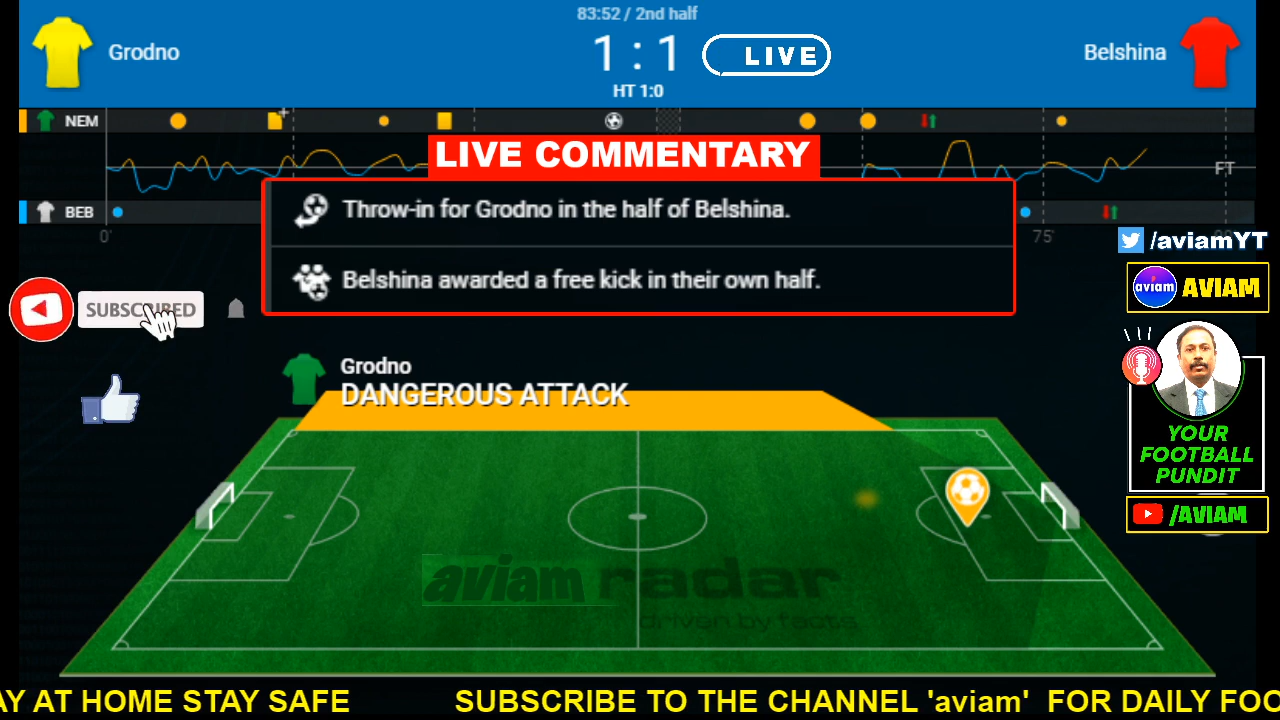 83:52 / 2nd half
Grodno
1 : 1
LIVE
Belshina
HT 1:0
NEM
LIVE COMMENTARY
FT
Throw-in for Grodno in the half of Belshina.
BEB
0'
75'
/aviamYT
Belshina awarded a free kick in their own half.
aviam AVIAM
SUBSCRIBED
Grodno
DANGEROUS ATTACK
YOUR
FOOTBALL
PUNDIT
/AVIAM
aviam radar
driven by facts
AY AT HOME STAY SAFE SUBSCRIBE TO THE CHANNEL 'aviam' FOR DAILY FOO